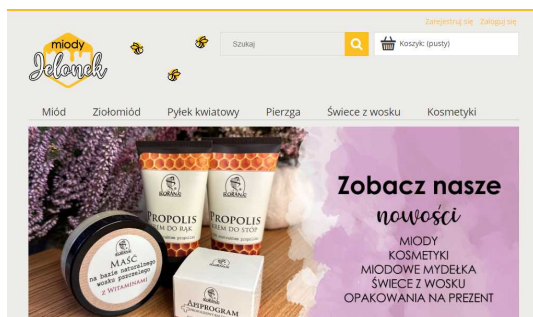 Zarejestruj się Zaloguj się
miody
Jelonek
Szukaj
Koszyk: (pusty)
Miód Ziołomiód Pyłek kwiatowy Pierzga Świece z wosku Kosmetyki
Zobacz nasze
nowości
MIODY
KOSMETYKI
MIODOWE MYDEŁKA
ŚWIECE Z WOSKU
OPAKOWANIA NA PREZENT
PROPOLIS
KREM DO RĄK
PROPOLIS
KREM DO STÓP
MAŚĆ
na bazie naturalnego
wosku pszczelego
Z WITAMINAMI
APIPROGRAM